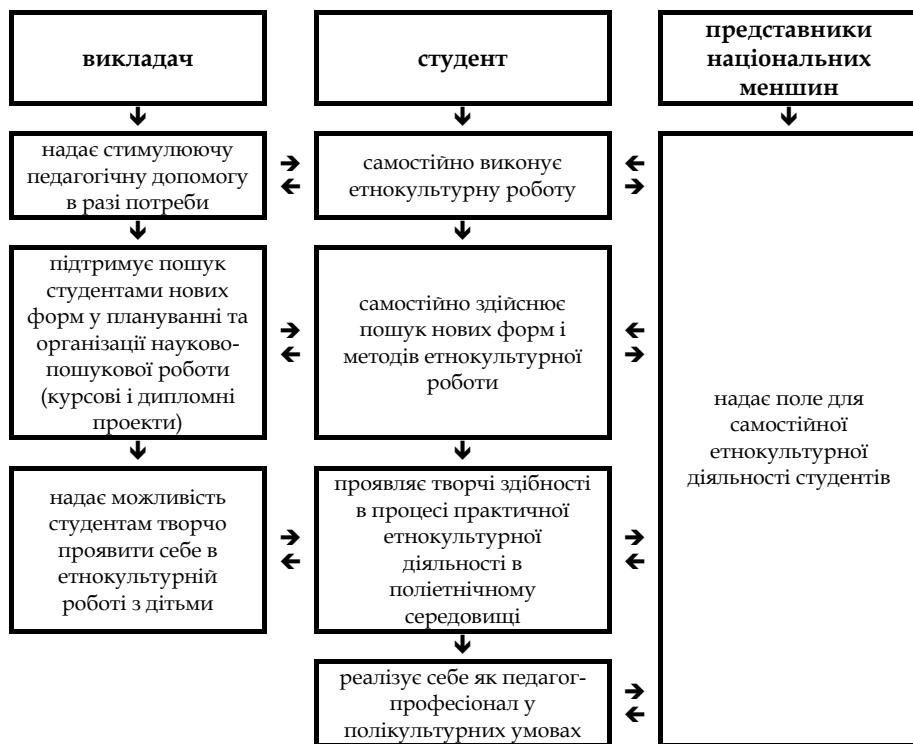 викладач
студент
представники
національних
меншин
надає стимулюючу
педагогічну допомогу
в разі потреби
самостійно виконує
етнокультурну роботу
підтримує пошук
студентами нових
форм у плануванні та
організації науково-
пошукової роботи
(курсові і дипломні
проекти)
самостійно здійснює
пошук нових форм і
методів етнокультурної
роботи
надає поле для
самостійної
етнокультурної
діяльності студентів
надає можливість
студентам творчо
проявити себе в
етнокультурній
роботі з дітьми
проявляє творчі здібності
в процесі практичної
етнокультурної
діяльності в
поліетнічному
середовищі
реалізує себе як педагог-
професіонал у
полікультурних умовах